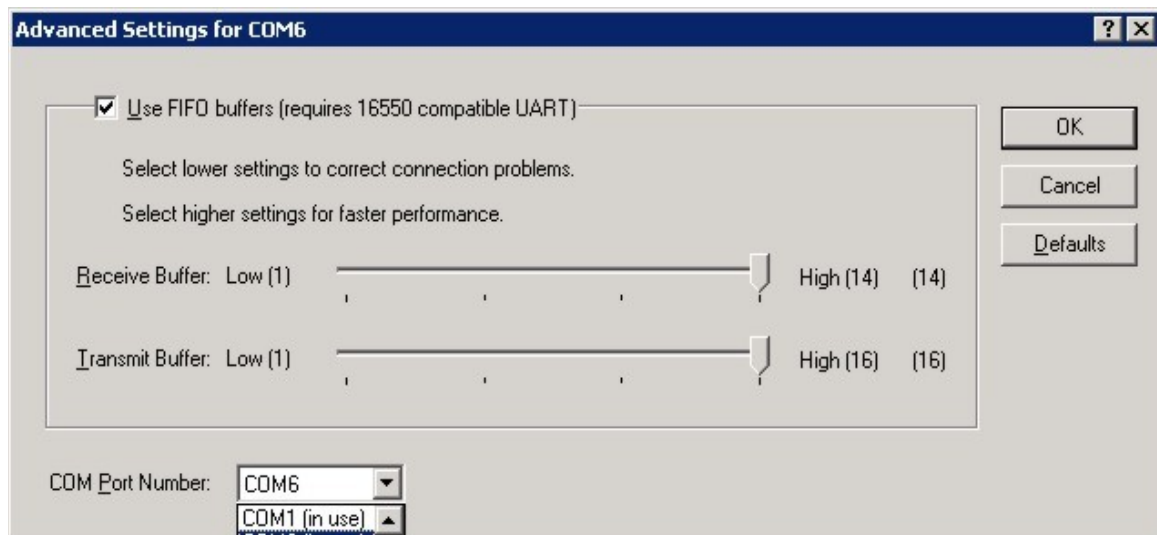 Advanced Settings for COM6
Use FIFO buffers (requires 16550 compatible UART)
OK
Select lower settings to correct connection problems.
Cancel
Select higher settings for faster performance.
Defaults
Receive Buffer: Low (1) High (14) (14)
Transmit Buffer: Low (1) High (16) (16)
COM Port Number: COM6
COM1 (in use)